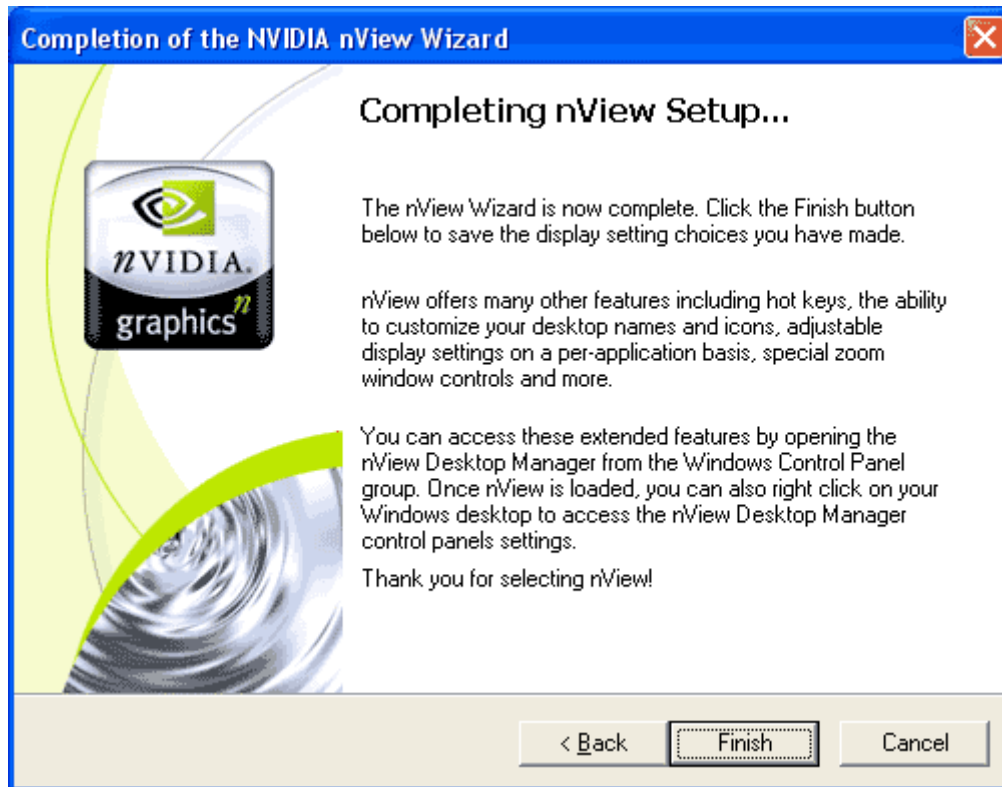 Completion of the NVIDIA nView Wizard
Completing nView Setup...
nVIDIA.
graphics n
The nView Wizard is now complete. Click the Finish button
below to save the display setting choices you have made.
nView offers many other features including hot keys, the ability
to customize your desktop names and icons, adjustable
display settings on a per-application basis, special zoom
window controls and more.
You can access these extended features by opening the
nView Desktop Manager from the Windows Control Panel
group. Once nView is loaded, you can also right click on your
Windows desktop to access the nView Desktop Manager
control panels settings.
Thank you for selecting nView!
< Back
Finish
Cancel